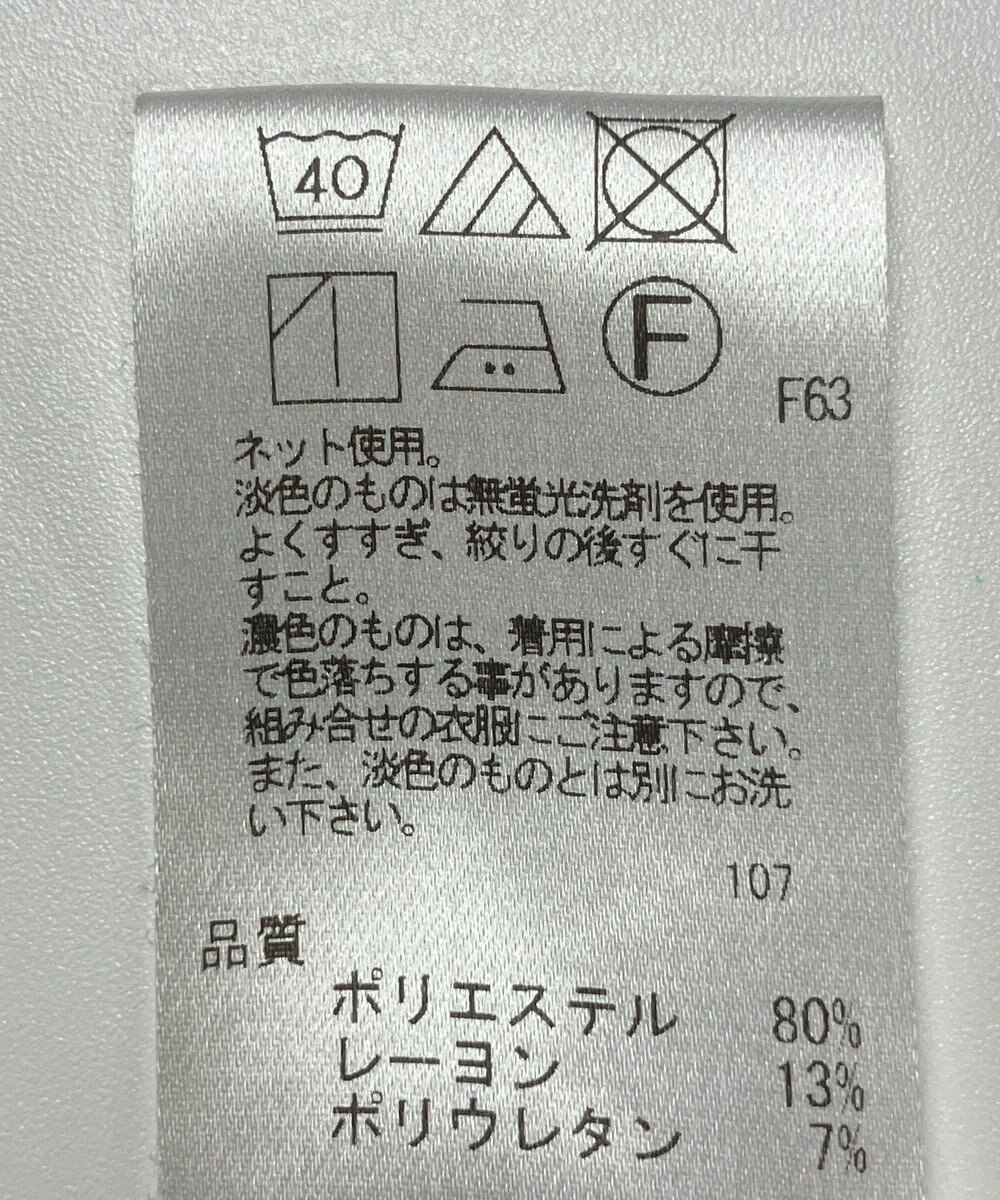 40
F
F63
ネット使用。
淡色のものは無蛍光洗剤を使用。
よくすすぎ、絞りの後すぐに干
すこと。
濃色のものは、着用による摩擦
で色落ちする事がありますので、
組み合せの衣服にご注意下さい。
また、淡色のものとは別にお洗
い下さい。
107
品質
ポリエステル 80%
レーヨン 13%
ポリウレタン 7%